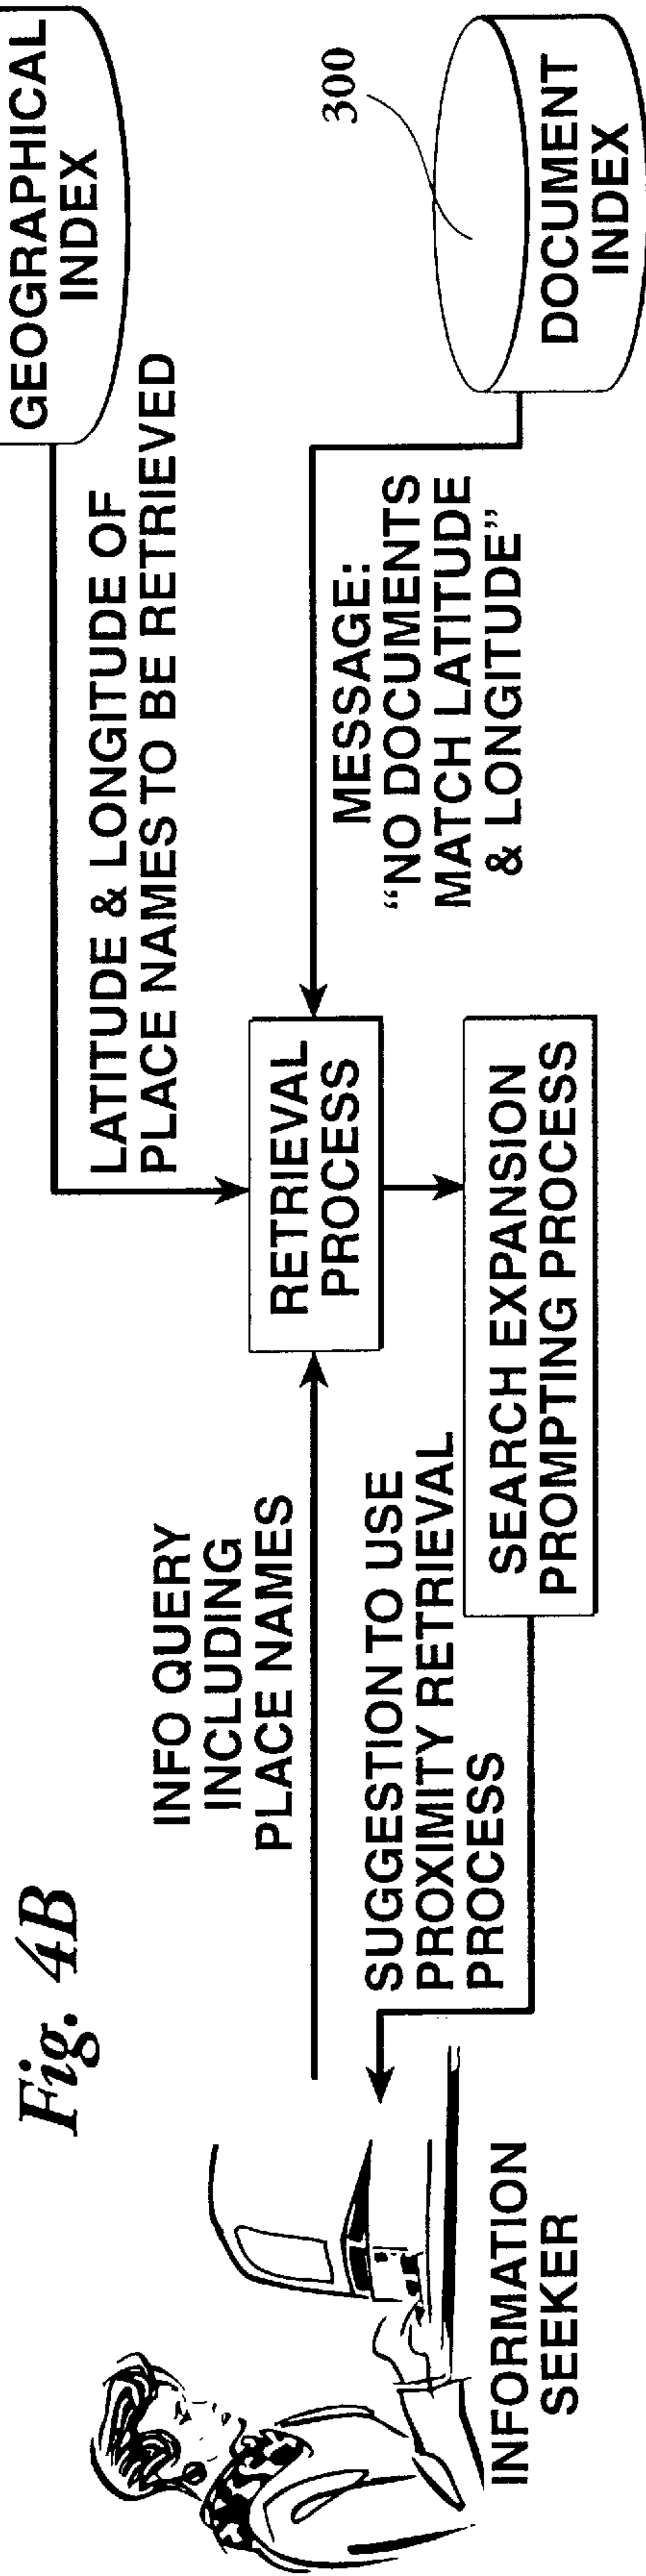 Fig. 4B
INFORMATION
SEEKER
INFO QUERY
INCLUDING
PLACE NAMES
SUGGESTION TO USE
PROXIMITY RETRIEVAL
PROCESS
RETRIEVAL
PROCESS
SEARCH EXPANSION
PROMPTING PROCESS
LATITUDE & LONGITUDE OF
PLACE NAMES TO BE RETRIEVED
MESSAGE:
“NO DOCUMENTS
MATCH LATITUDE
& LONGITUDE”
GEOGRAPHICAL
INDEX
300
DOCUMENT
INDEX